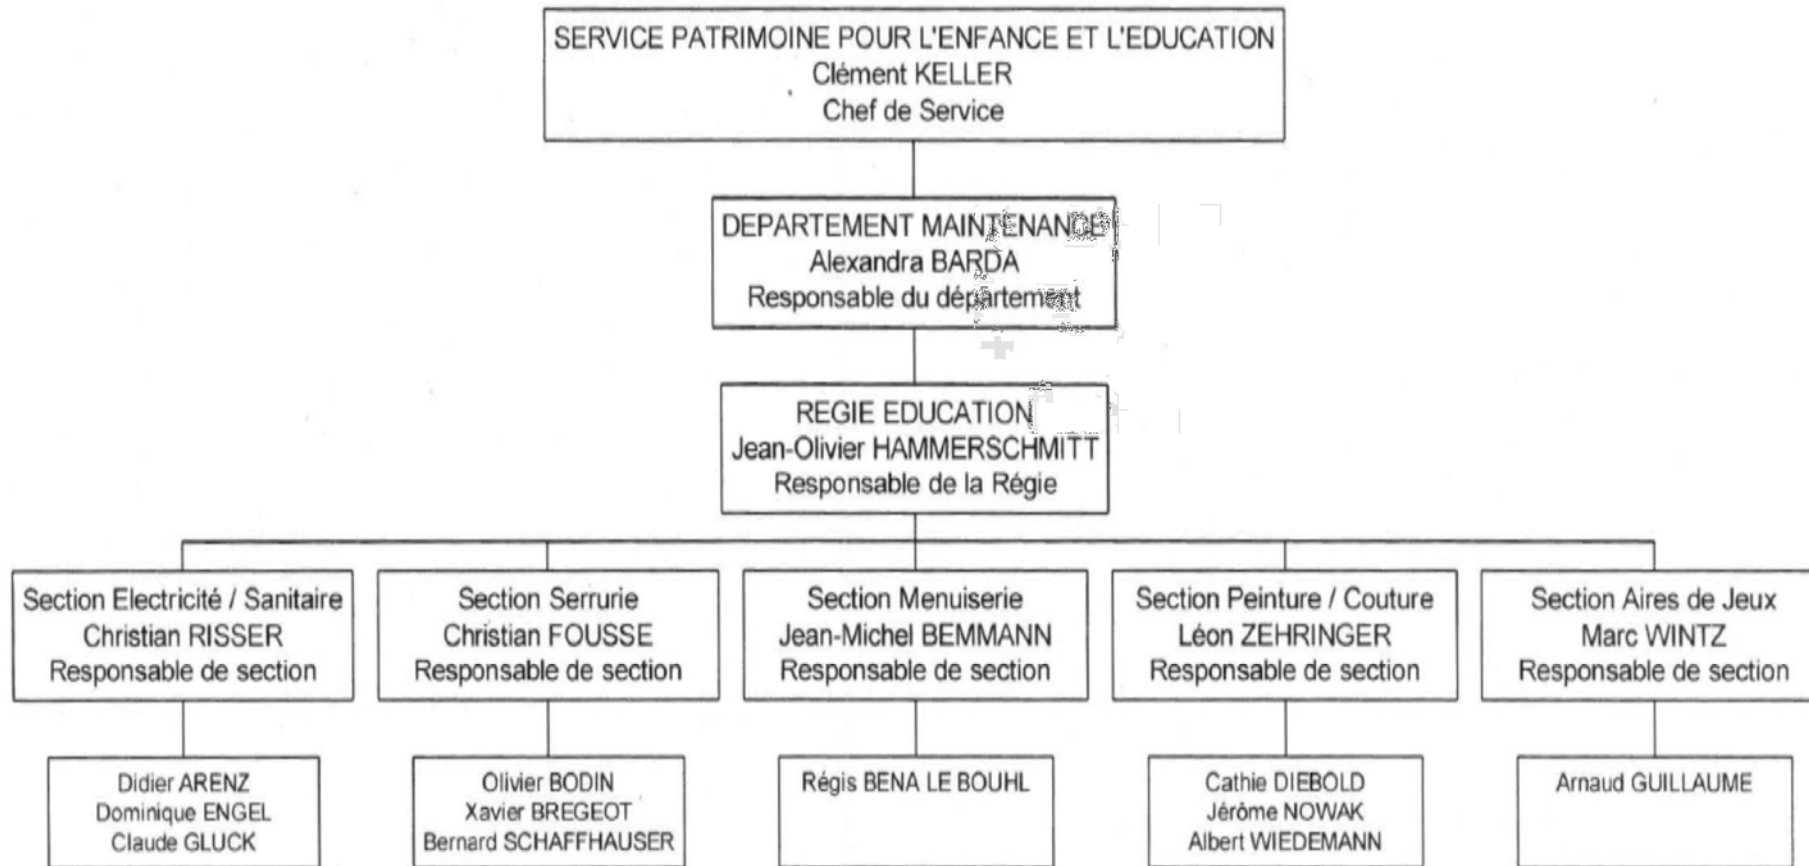 SERVICE PATRIMOINE POUR L'ENFANCE ET L'EDUCATION
Clément KELLER
Chef de Service
DEPARTEMENT MAINTENANCE
Alexandra BARDA
Responsable du département
REGIE EDUCATION
Jean-Olivier HAMMERSCHMITT
Responsable de la Régie
Section Electricité / Sanitaire
Christian RISSER
Responsable de section
Section Serrurie
Christian FOUSSE
Responsable de section
Section Menuiserie
Jean-Michel BEMMANN
Responsable de section
Section Peinture / Couture
Léon ZEHRINGER
Responsable de section
Section Aires de Jeux
Marc WINTZ
Responsable de section
Didier ARENZ
Dominique ENGEL
Claude GLUCK
Olivier BODIN
Xavier BREGEOT
Bernard SCHAFFHAUSER
Régis BENA LE BOUHL
Cathie DIEBOLD
Jérôme NOWAK
Albert WIEDEMANN
Arnaud GUILLAUME